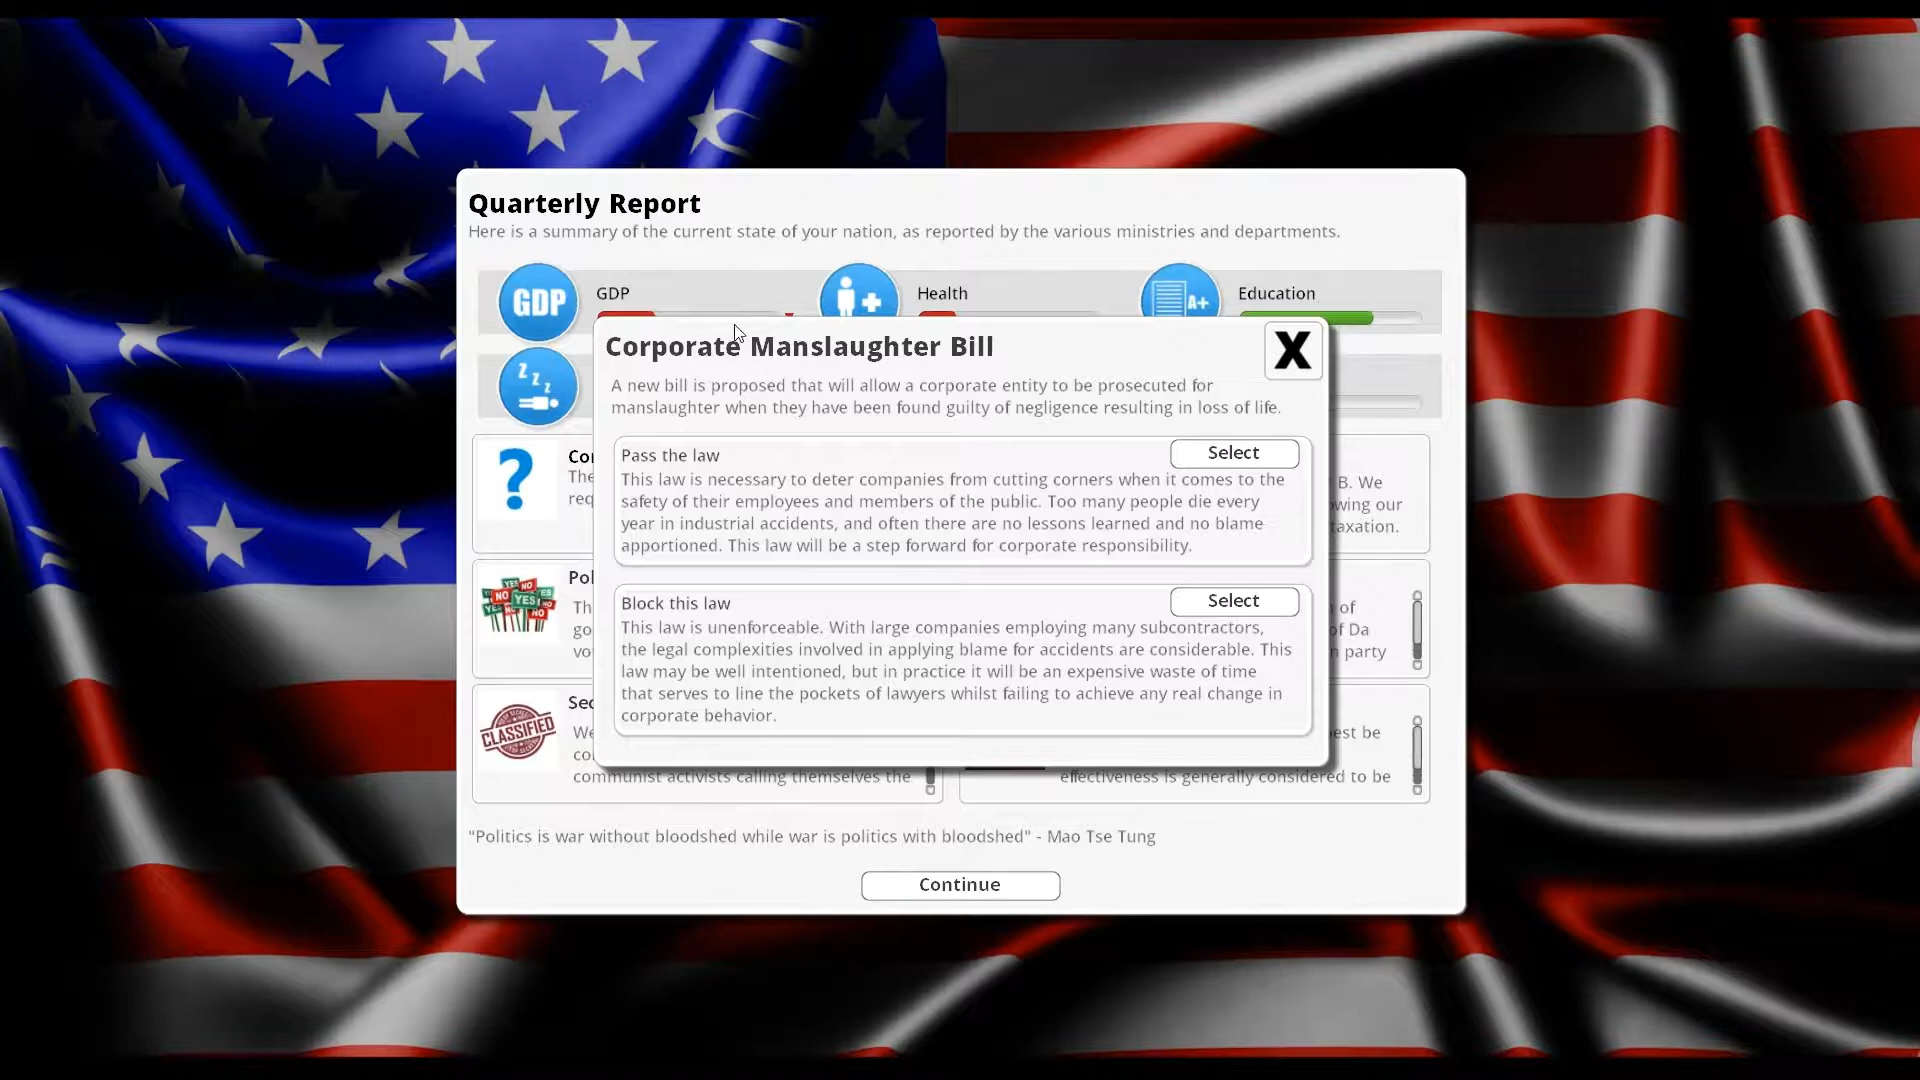 Quarterly Report
Here is a summary of the current state of your nation, as reported by the various ministries and departments.
GDP
GDP
Health
A+
Education
Z Z Z
Corporate Manslaughter Bill
X
A new bill is proposed that will allow a corporate entity to be prosecuted for
manslaughter when they have been found guilty of negligence resulting in loss of life.
Pass the law
Select
This law is necessary to deter companies from cutting corners when it comes to the
safety of their employees and members of the public. Too many people die every
year in industrial accidents, and often there are no lessons learned and no blame
apportioned. This law will be a step forward for corporate responsibility.
Block this law
Select
This law is unenforceable. With large companies employing many subcontractors,
the legal complexities involved in applying blame for accidents are considerable. This
law may be well intentioned, but in practice it will be an expensive waste of time
that serves to line the pockets of lawyers whilst failing to achieve any real change in
corporate behavior.
?
B. We
our
taxation.
YES NO
NO YES YES
NO
of
of Da
party
CLASSIFIED
be
communist activists calling themselves the
effectiveness is generally considered to be
"Politics is war without bloodshed while war is politics with bloodshed" - Mao Tse Tung
Continue